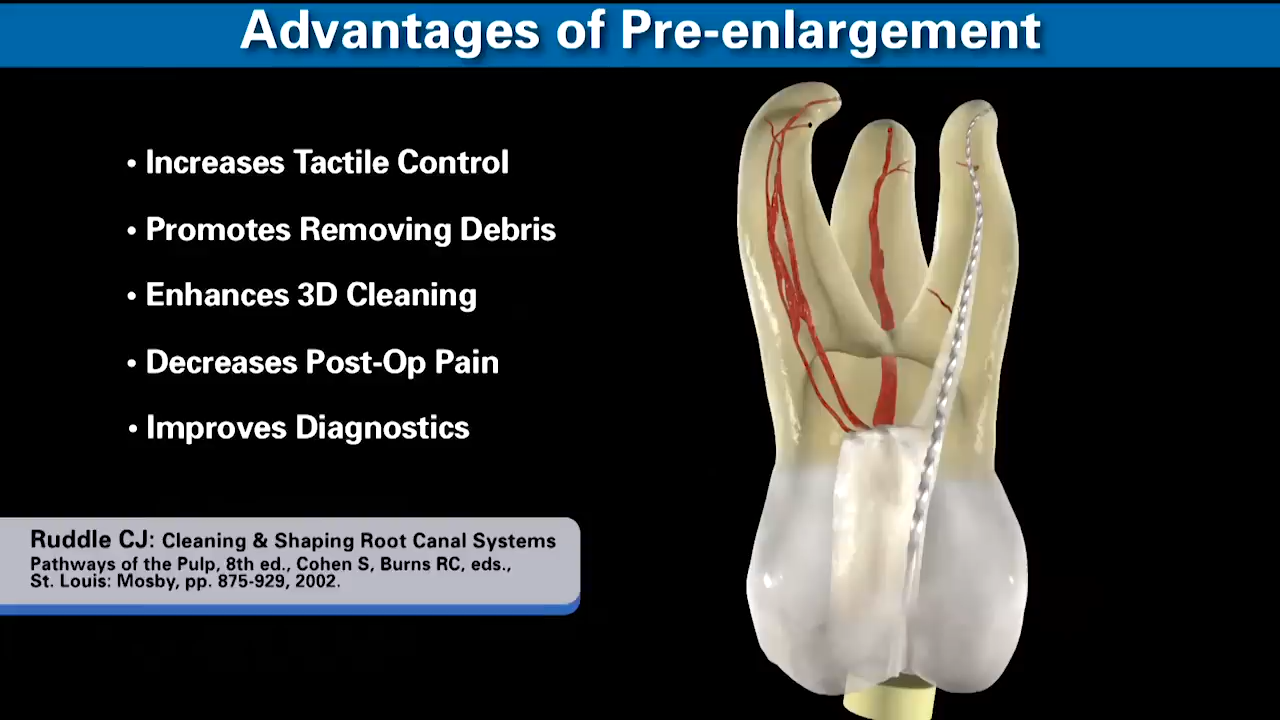 Advantages of Pre-enlargement
• Increases Tactile Control
• Promotes Removing Debris
• Enhances 3D Cleaning
• Decreases Post-Op Pain
• Improves Diagnostics
Ruddle CJ: Cleaning & Shaping Root Canal Systems
Pathways of the Pulp, 8th ed., Cohen S, Burns RC, eds.,
St. Louis: Mosby, pp. 875-929, 2002.